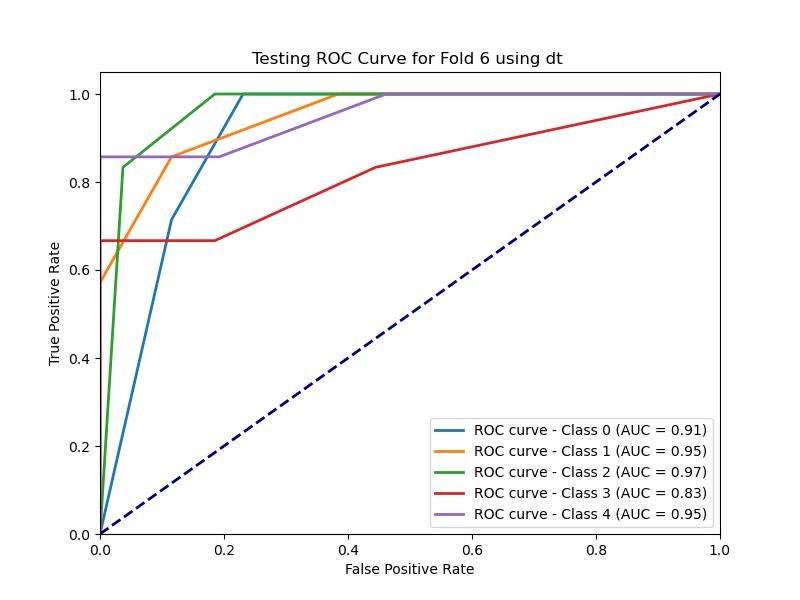 Testing ROC Curve for Fold 6 using dt
True Positive Rate
1.0
0.8
0.6
0.4
0.2
0.0
ROC curve - Class 0 (AUC = 0.91)
ROC curve - Class 1 (AUC = 0.95)
ROC curve - Class 2 (AUC = 0.97)
ROC curve - Class 3 (AUC = 0.83)
ROC curve - Class 4 (AUC = 0.95)
0.0 0.2 0.4 0.6 0.8 1.0
False Positive Rate